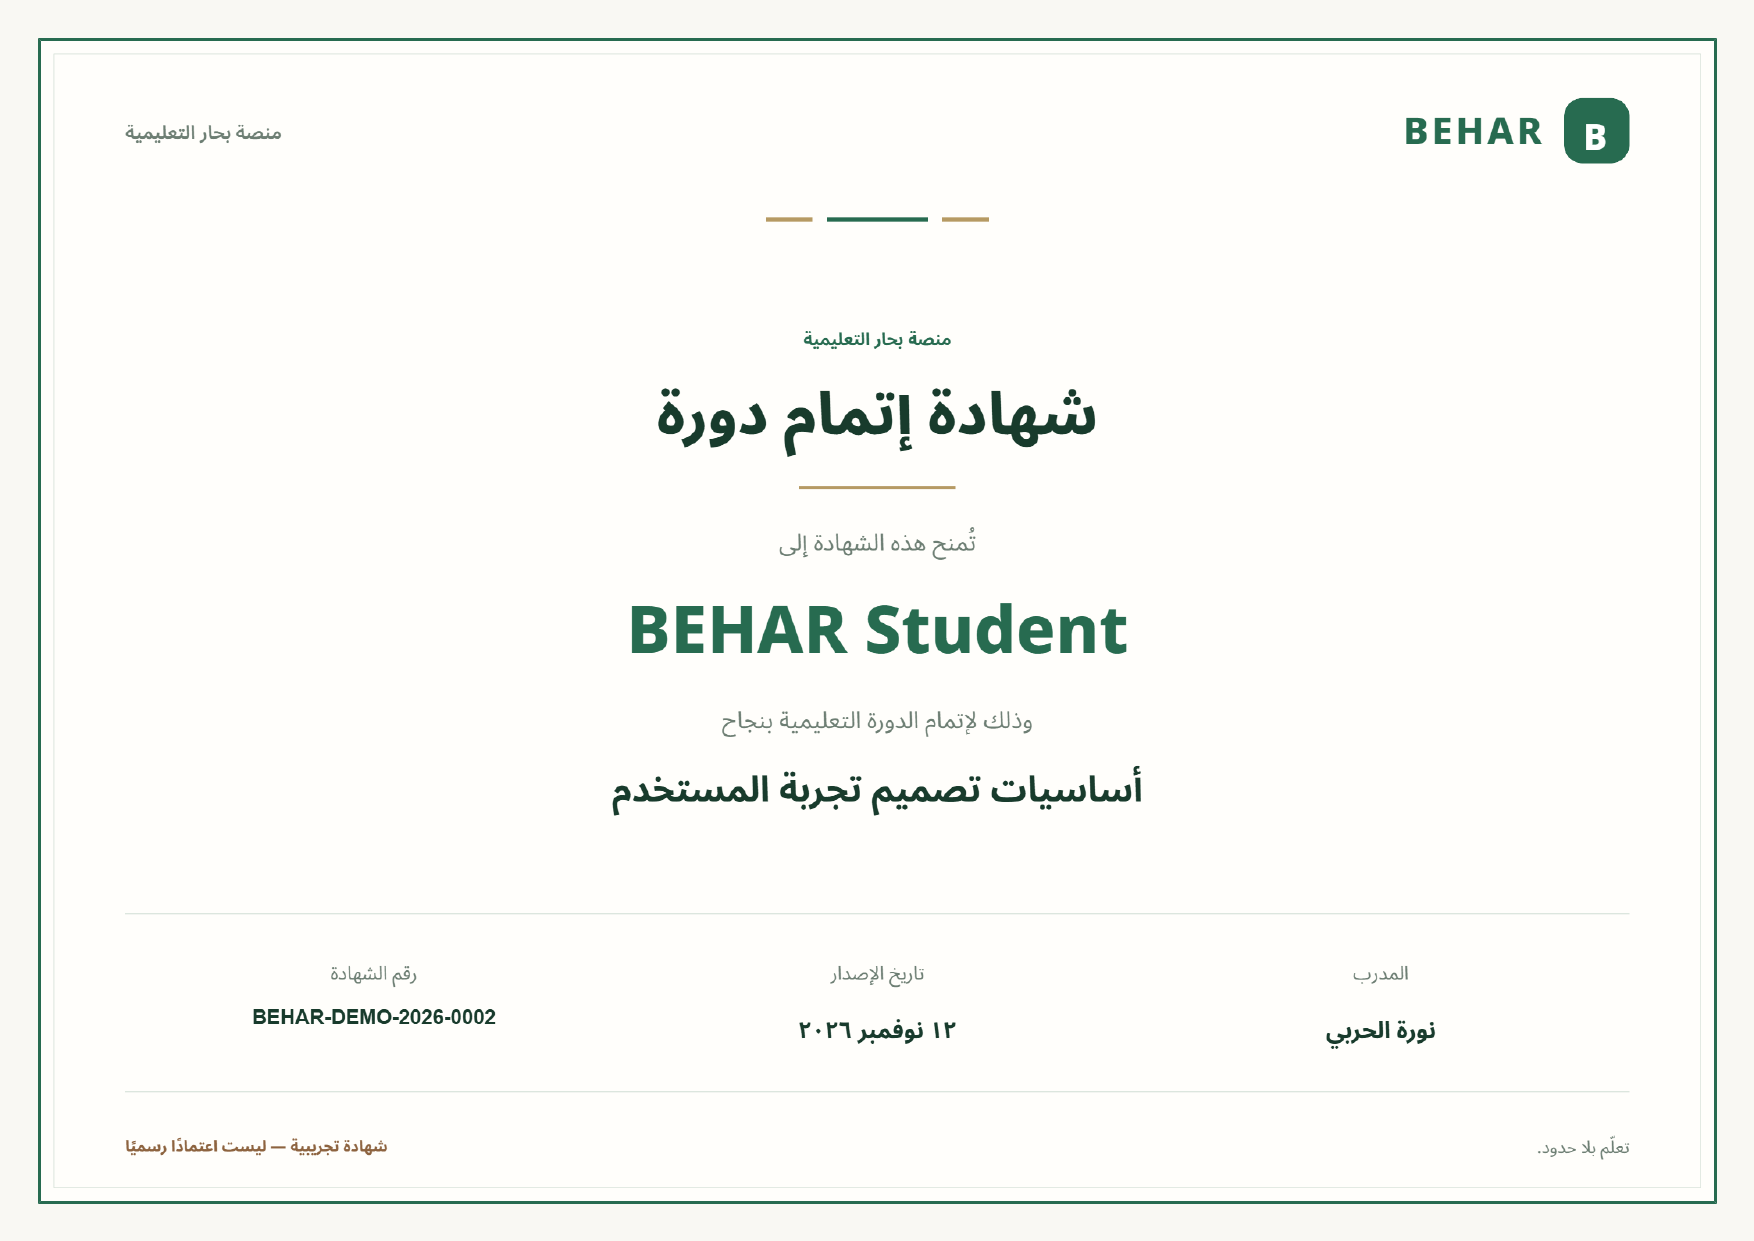 B
BEHAR
منصة بحار التعليمية
منصة بحار التعليمية
شهادة إتمام دورة
تُمنح هذه الشهادة إلى
BEHAR Student
وذلك لإتمام الدورة التعليمية بنجاح
أساسيات تصميم تجربة المستخدم
المدرب
نورة الحربي
تاريخ الإصدار
١٢ نوفمبر ٢٠٢٦
رقم الشهادة
BEHAR-DEMO-2026-0002
تعلّم بلا حدود.
شهادة تجريبية — ليست اعتمادًا رسميًا